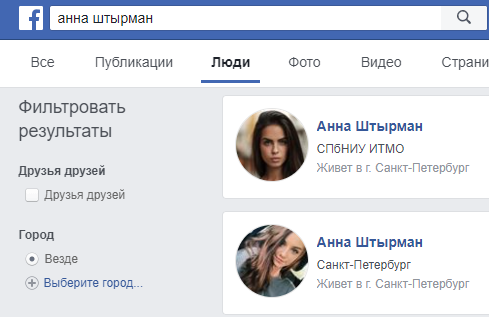 f анна штырман
Все Публикации Люди Фото Видео Страни
Фильтровать
результаты
Друзья друзей
Друзья друзей
Город
Везде
Выберите город...
Анна Штырман
СПбНИУ ИТМО
Живет в г. Санкт-Петербург
Анна Штырман
Санкт-Петербург
Живет в г. Санкт-Петербург